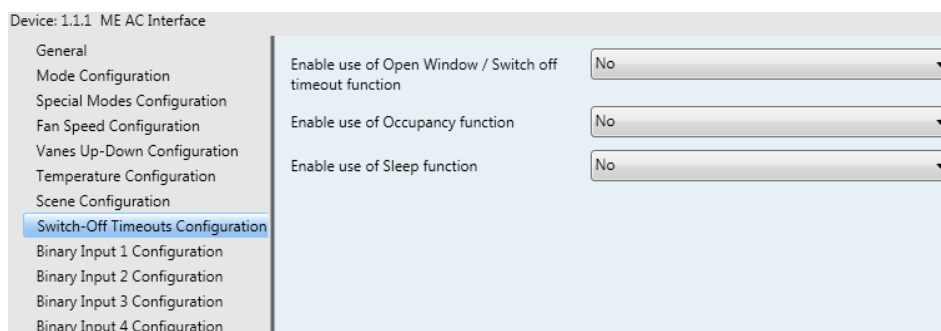 Device: 1.1.1 ME AC Interface
General
Mode Configuration
Special Modes Configuration
Fan Speed Configuration
Vanes Up-Down Configuration
Temperature Configuration
Scene Configuration
Switch-Off Timeouts Configuration
Binary Input 1 Configuration
Binary Input 2 Configuration
Binary Input 3 Configuration
Binary Input 4 Configuration
Enable use of Open Window / Switch off
timeout function
No
Enable use of Occupancy function
No
Enable use of Sleep function
No